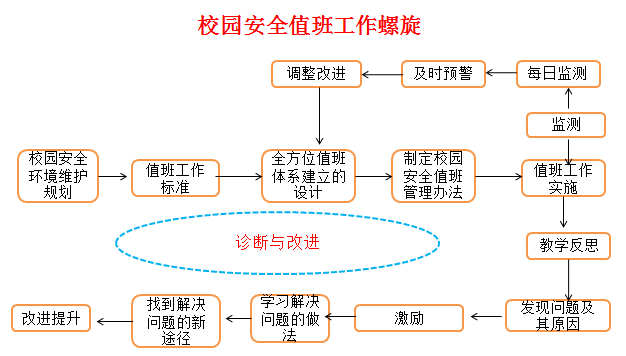 校园安全值班工作螺旋
调整改进
及时预警
每日监测
监测
校园安全
环境维护
规划
值班工作
标准
全方位值班
体系建立的
设计
制定校园
安全值班
管理办法
值班工作
实施
诊断与改进
教学反思
改进提升
找到解决
问题的新
途径
学习解决
问题的做
法
激励
发现问题及
其原因